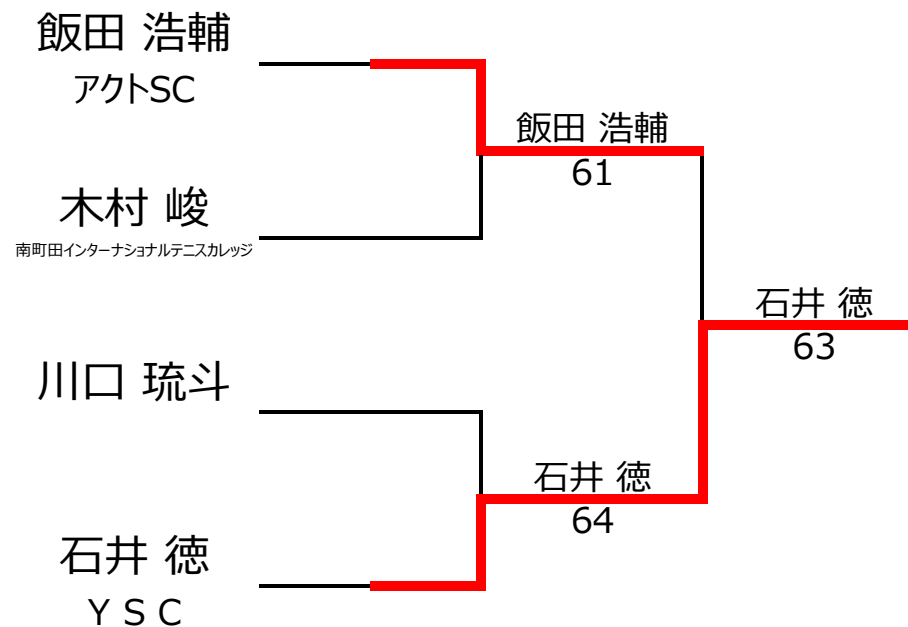 飯田 浩輔
アクトSC
飯田 浩輔
61
木村 峻
南町田インターナショナルテニスカレッジ
石井 徳
63
川口 琉斗
石井 徳
64
石井 徳
ＹＳＣ